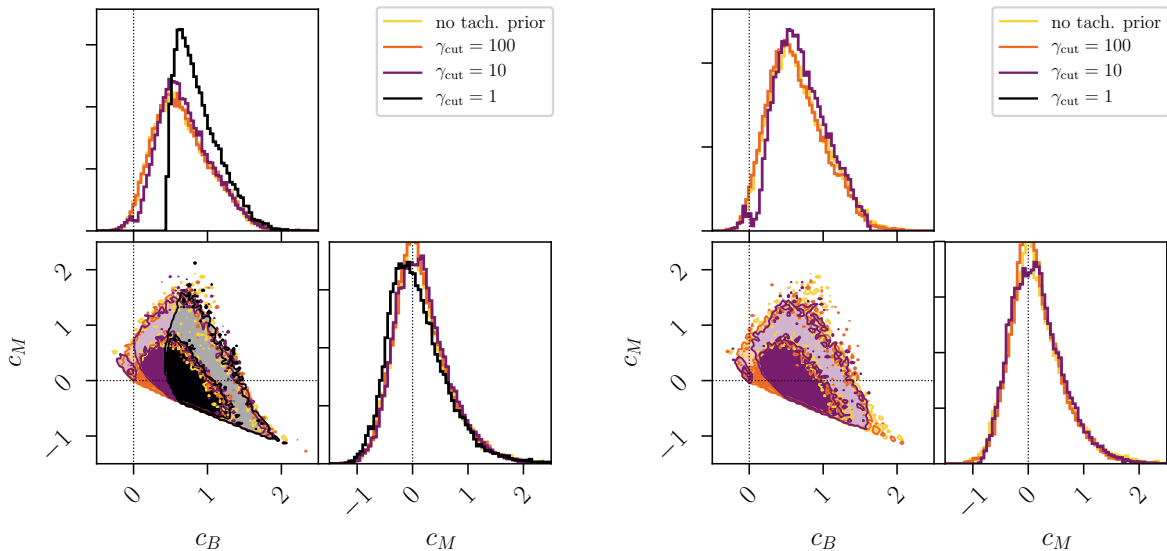 no tach. prior
γcut = 100
γcut = 10
γcut = 1
2
1
0
−1
cM
0
1
2
cB
−1
0
1
2
cM
no tach. prior
γcut = 100
γcut = 10
γcut = 1
2
1
0
−1
cM
0
1
2
cB
−1
0
1
2
cM